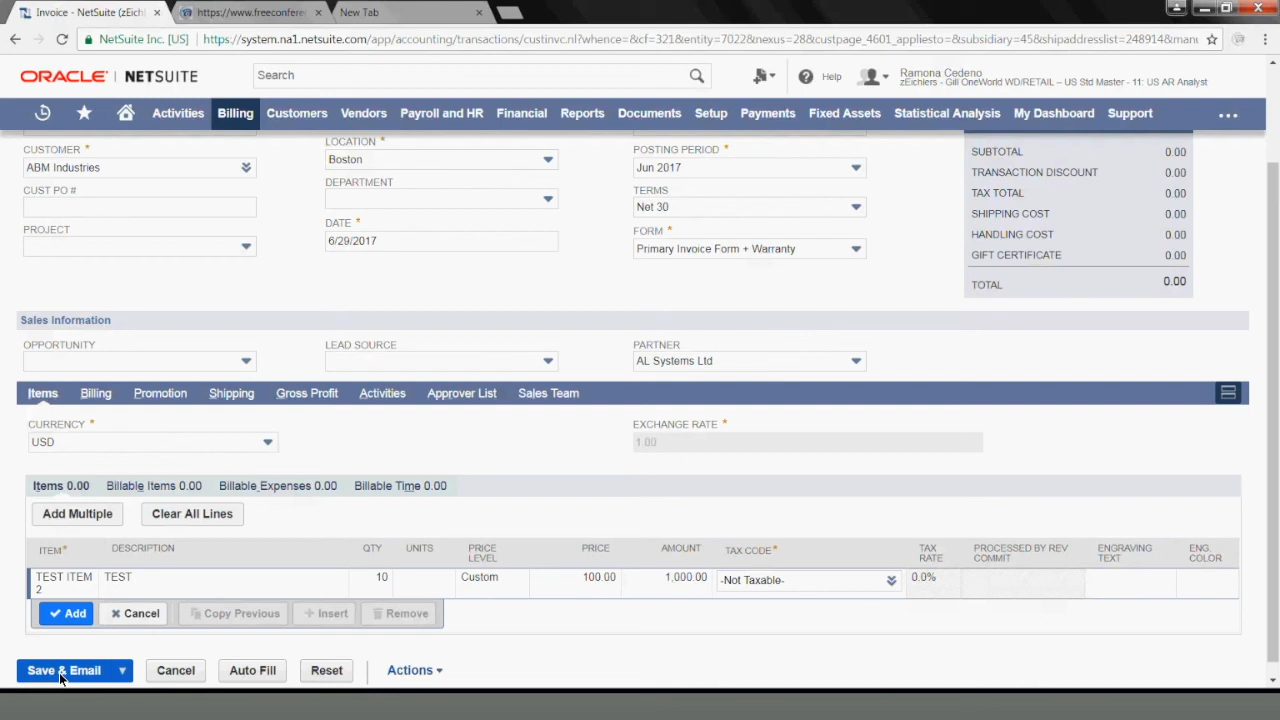 Invoice - NetSuite (zEich
https://www.freeconfere
New Tab
NetSuite Inc. [US]
https://system.na1.netsuite.com/app/accounting/transactions/custinvc.nl?whence=&cf=321&entity=7022&nexus=28&custpage_4601_appliesto=&subsidiary=45&shipaddresslist=248914&manu
ORACLE | NETSUITE
Search
Help
Ramona Cedeno
zEichlers - Gill OneWorld WD/RETAIL – US Std Master - 11: US AR Analyst
Activities Billing Customers Vendors Payroll and HR Financial Reports Documents Setup Payments Fixed Assets Statistical Analysis My Dashboard Support ...
CUSTOMER *
ABM Industries
CUST PO #
PROJECT
LOCATION *
Boston
DEPARTMENT
DATE *
6/29/2017
POSTING PERIOD *
Jun 2017
TERMS
Net 30
FORM *
Primary Invoice Form + Warranty
SUBTOTAL 0.00
TRANSACTION DISCOUNT 0.00
TAX TOTAL 0.00
SHIPPING COST 0.00
HANDLING COST 0.00
GIFT CERTIFICATE 0.00
TOTAL 0.00
Sales Information
OPPORTUNITY
LEAD SOURCE
PARTNER
AL Systems Ltd
Items Billing Promotion Shipping Gross Profit Activities Approver List Sales Team
CURRENCY *
USD
EXCHANGE RATE *
1.00
Items 0.00 Billable Items 0.00 Billable Expenses 0.00 Billable Time 0.00
Add Multiple Clear All Lines
ITEM* DESCRIPTION QTY UNITS PRICE LEVEL PRICE AMOUNT TAX CODE* TAX RATE PROCESSED BY REV COMMIT ENGRAVING TEXT ENG. COLOR
TEST ITEM 2 TEST 10 Custom 100.00 1,000.00 -Not Taxable- 0.0%
Add Cancel Copy Previous + Insert Remove
Save & Email Cancel Auto Fill Reset Actions